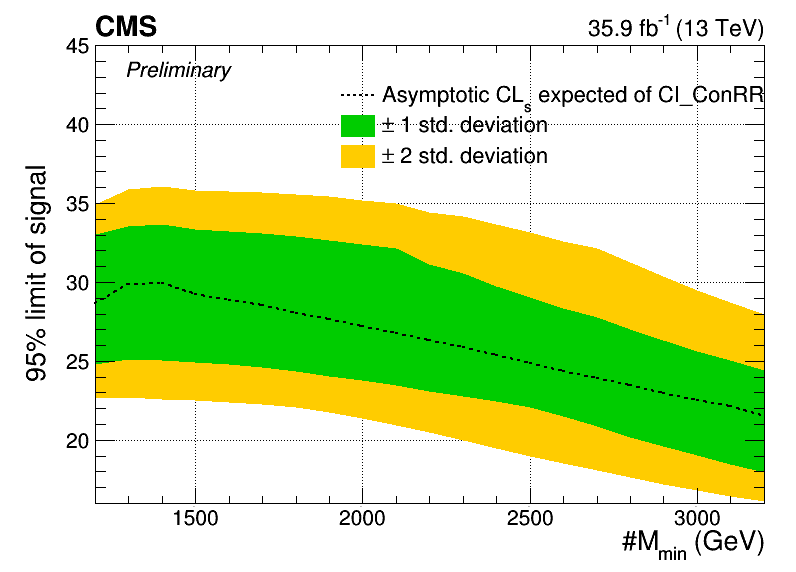 CMS 35.9 fb⁻¹ (13 TeV)
Preliminary
Asymptotic CLₛ expected of CI_ConRR
± 1 std. deviation
± 2 std. deviation
95% limit of signal
45
40
35
30
25
20
1500 2000 2500 3000
#M_min (GeV)